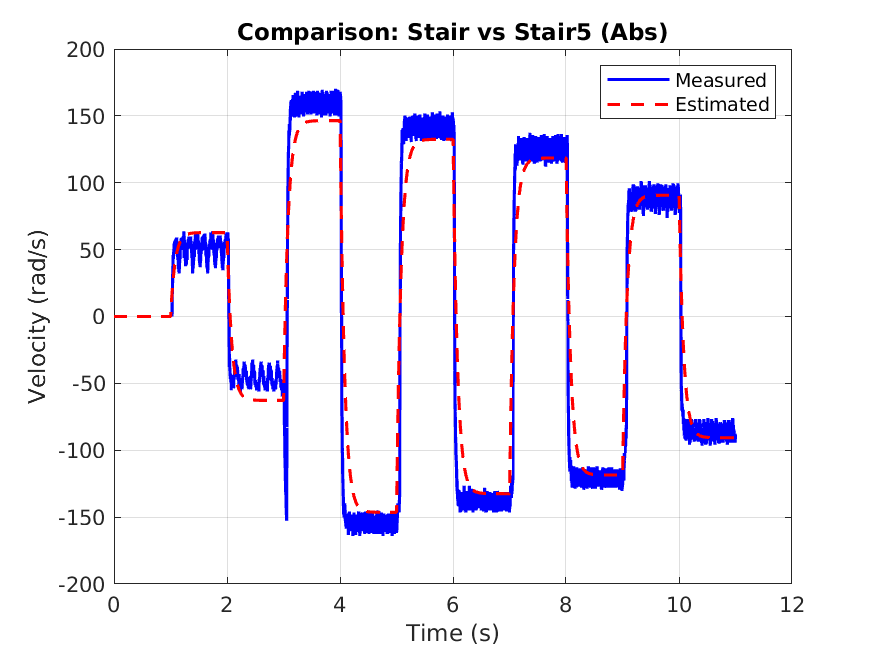 Comparison: Stair vs Stair5 (Abs)
Measured
Estimated
Velocity (rad/s)
200
150
100
50
0
-50
-100
-150
-200
0 2 4 6 8 10 12
Time (s)